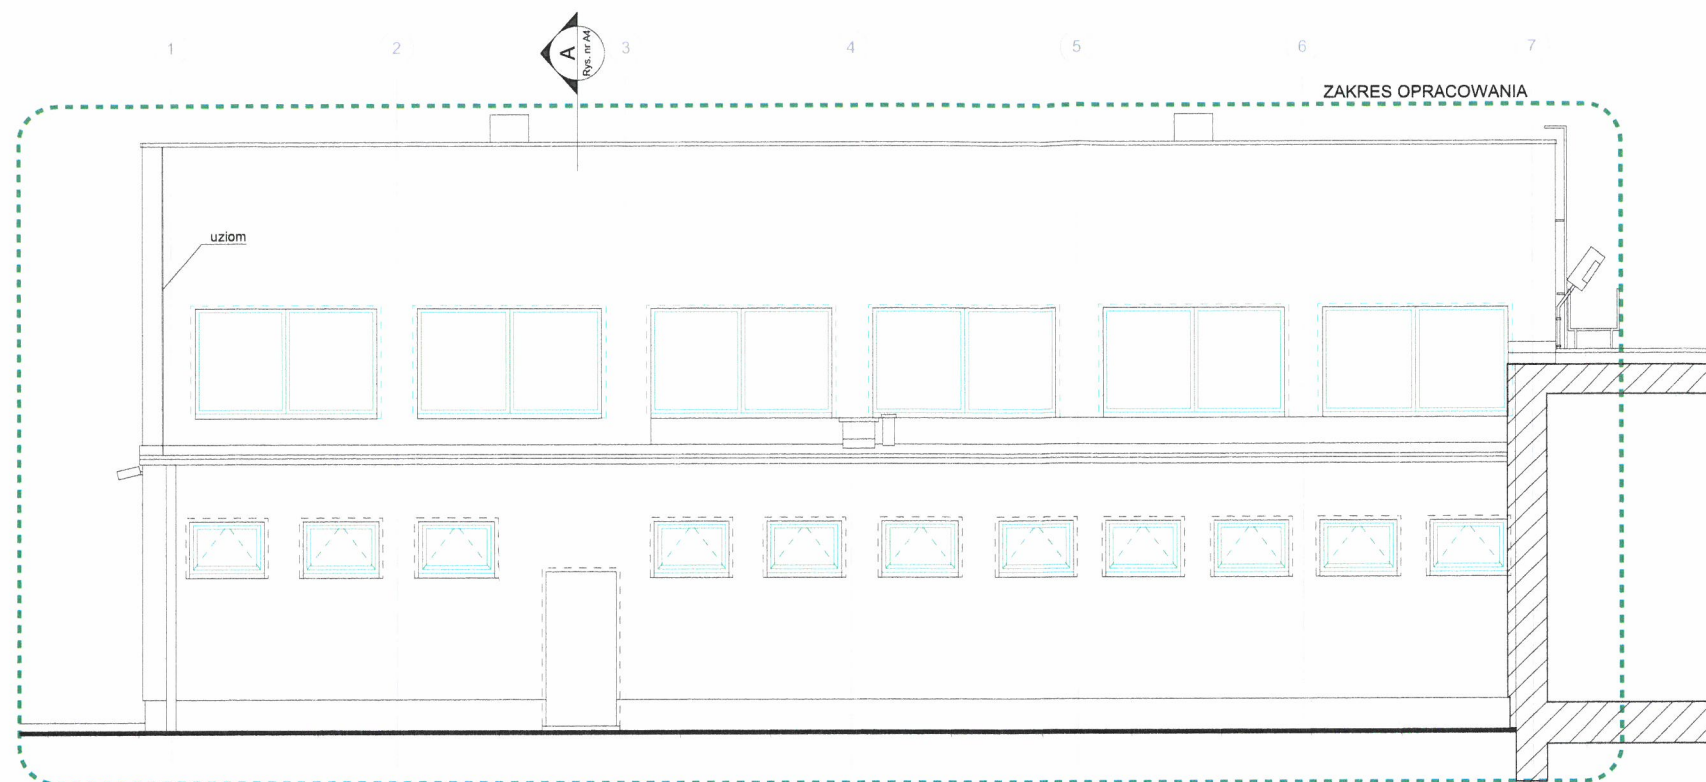 1 2 3 4 5 6 7
A
Rys. nr A4
ZAKRES OPRACOWANIA
uziom